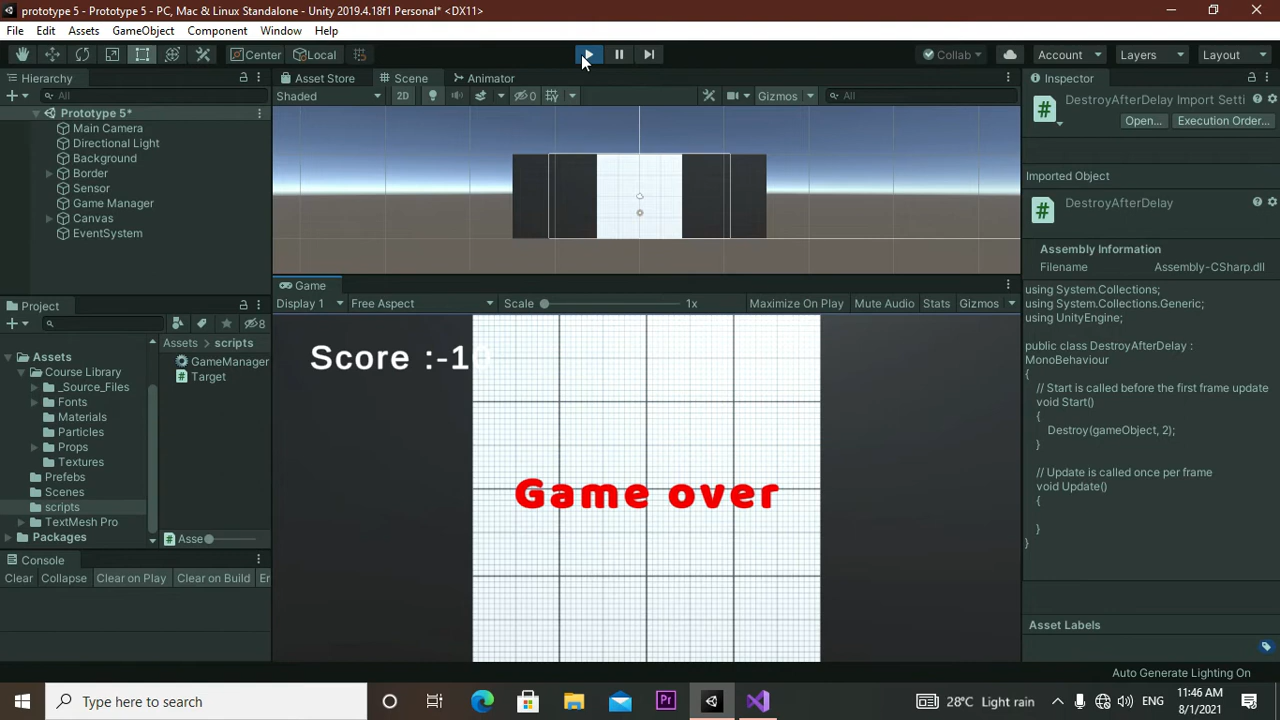 prototype 5 - Prototype 5 - PC, Mac & Linux Standalone - Unity 2019.4.18f1 Personal* <DX11>
File Edit Assets GameObject Component Window Help
Center Local Collab Account Layers Layout
Hierarchy Asset Store Scene Animator Inspector
All Shaded 2D 0 Gizmos All
DestroyAfterDelay Import Setti
Open... Execution Order...
Prototype 5*
Main Camera
Directional Light
Background
Border
Sensor
Game Manager
Canvas
EventSystem
Imported Object
DestroyAfterDelay
Assembly Information
Filename Assembly-CSharp.dll
using System.Collections;
using System.Collections.Generic;
using UnityEngine;
public class DestroyAfterDelay :
MonoBehaviour
{
// Start is called before the first frame update
void Start()
{
Destroy(gameObject, 2);
}
// Update is called once per frame
void Update()
{
}
}
Asset Labels
Game
Display 1 Free Aspect Scale 1x Maximize On Play Mute Audio Stats Gizmos
Score :-10
Game over
Project
8
Assets
Course Library
_Source_Files
Fonts
Materials
Particles
Props
Textures
Prefebs
Scenes
scripts
TextMesh Pro
Packages
Assets > scripts
GameManager
Target
Asse
Console
Clear Collapse Clear on Play Clear on Build Er
Auto Generate Lighting On
Type here to search
Pr
28°C Light rain
ENG
11:46 AM
8/1/2021